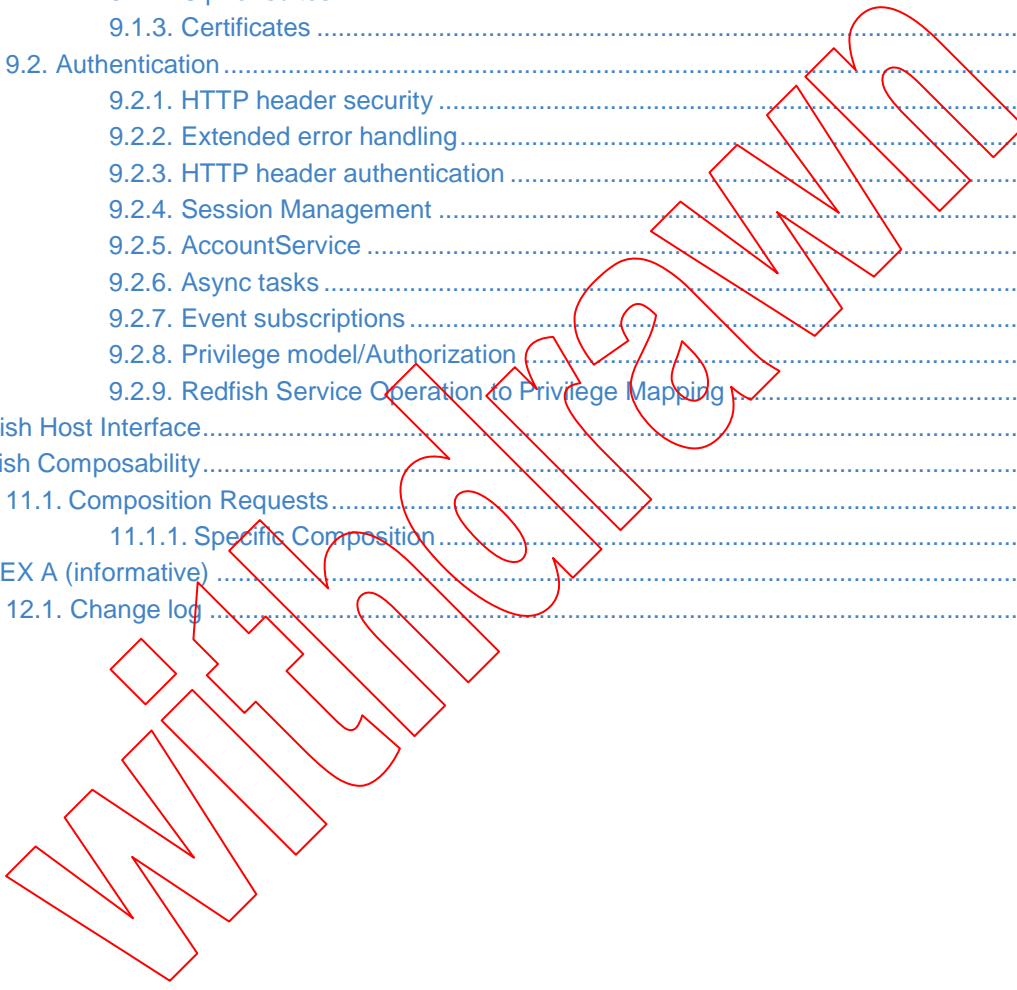 9.1.3. Certificates
9.2. Authentication
9.2.1. HTTP header security
9.2.2. Extended error handling
9.2.3. HTTP header authentication
9.2.4. Session Management
9.2.5. AccountService
9.2.6. Async tasks
9.2.7. Event subscriptions
9.2.8. Privilege model/Authorization
9.2.9. Redfish Service Operation to Privilege Mapping
ish Host Interface
ish Composability
11.1. Composition Requests
11.1.1. Specific Composition
EX A (informative)
12.1. Change log
withdrawn